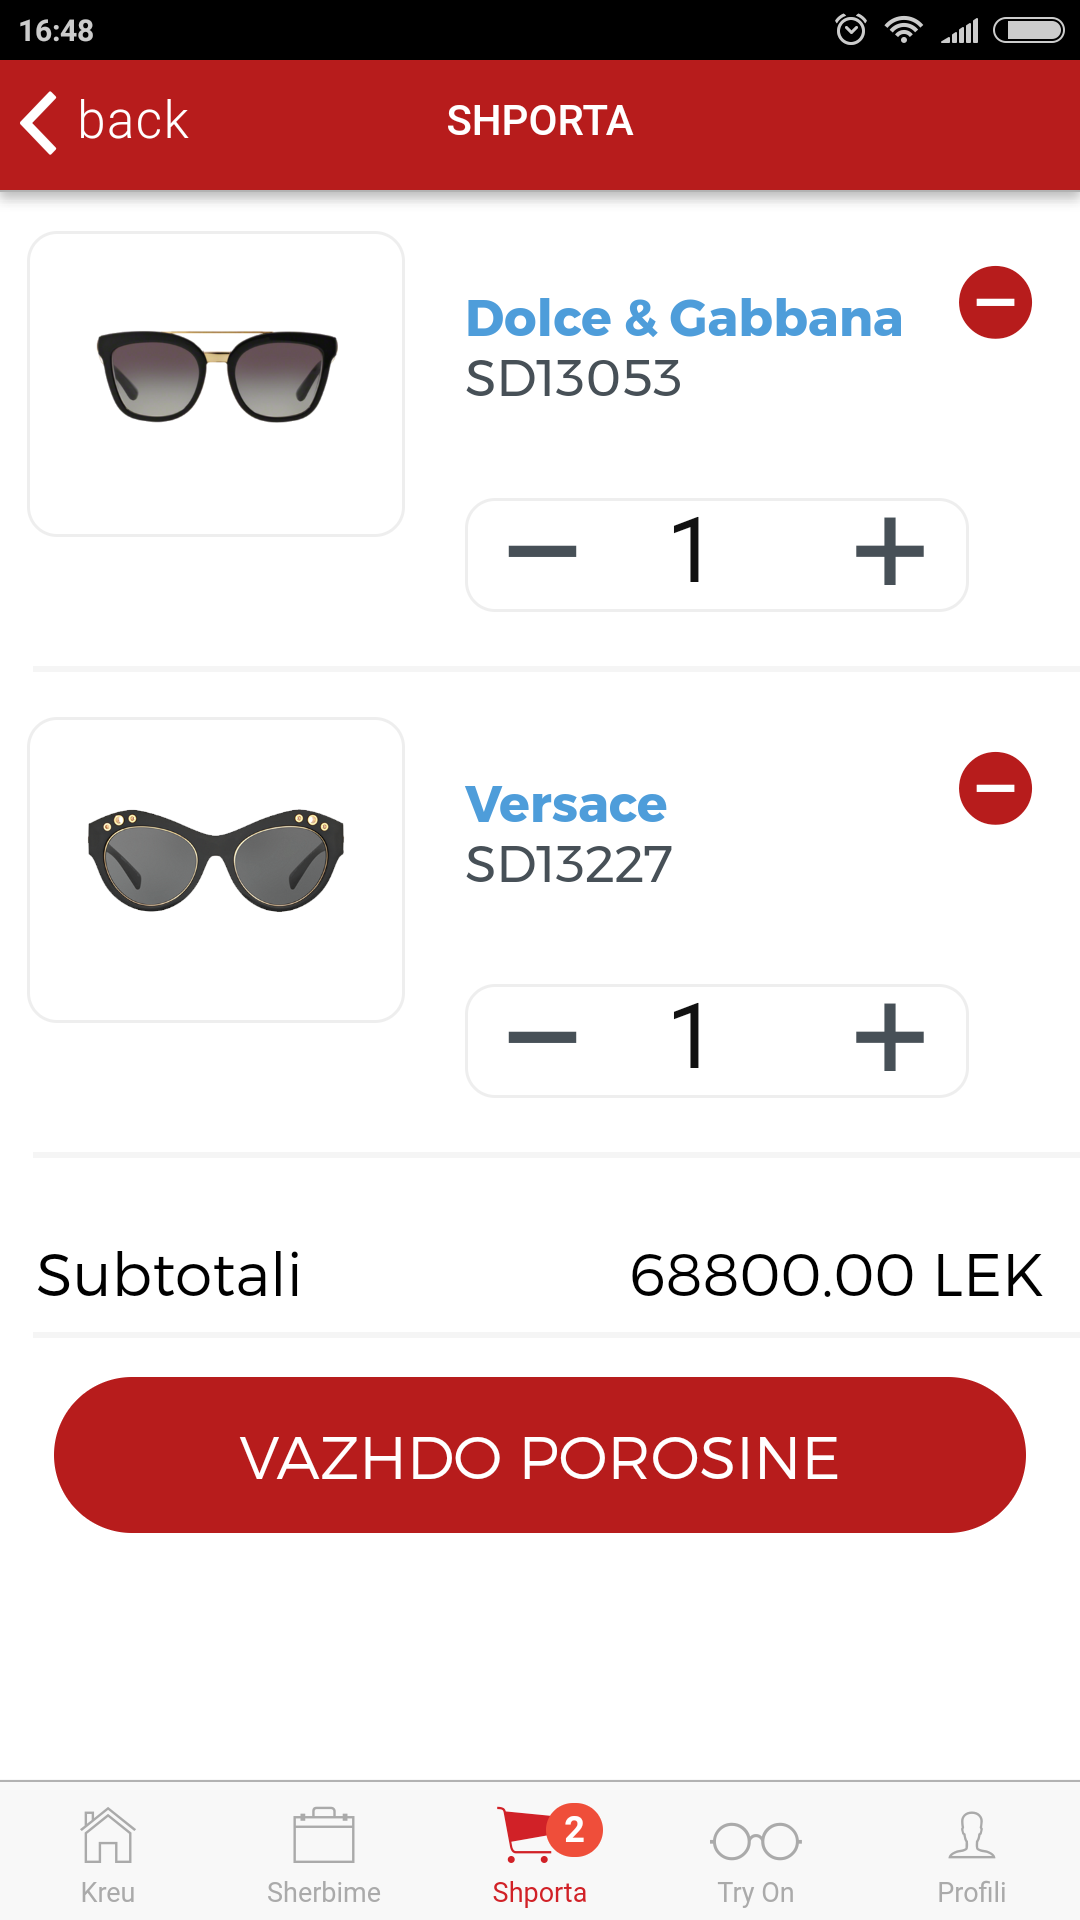 16:48
back
SHPORTA
Dolce & Gabbana
SD13053
1
Versace
SD13227
1
Subtotali 68800.00 LEK
VAZHDO POROSINE
2
Kreu Sherbime Shporta Try On Profili